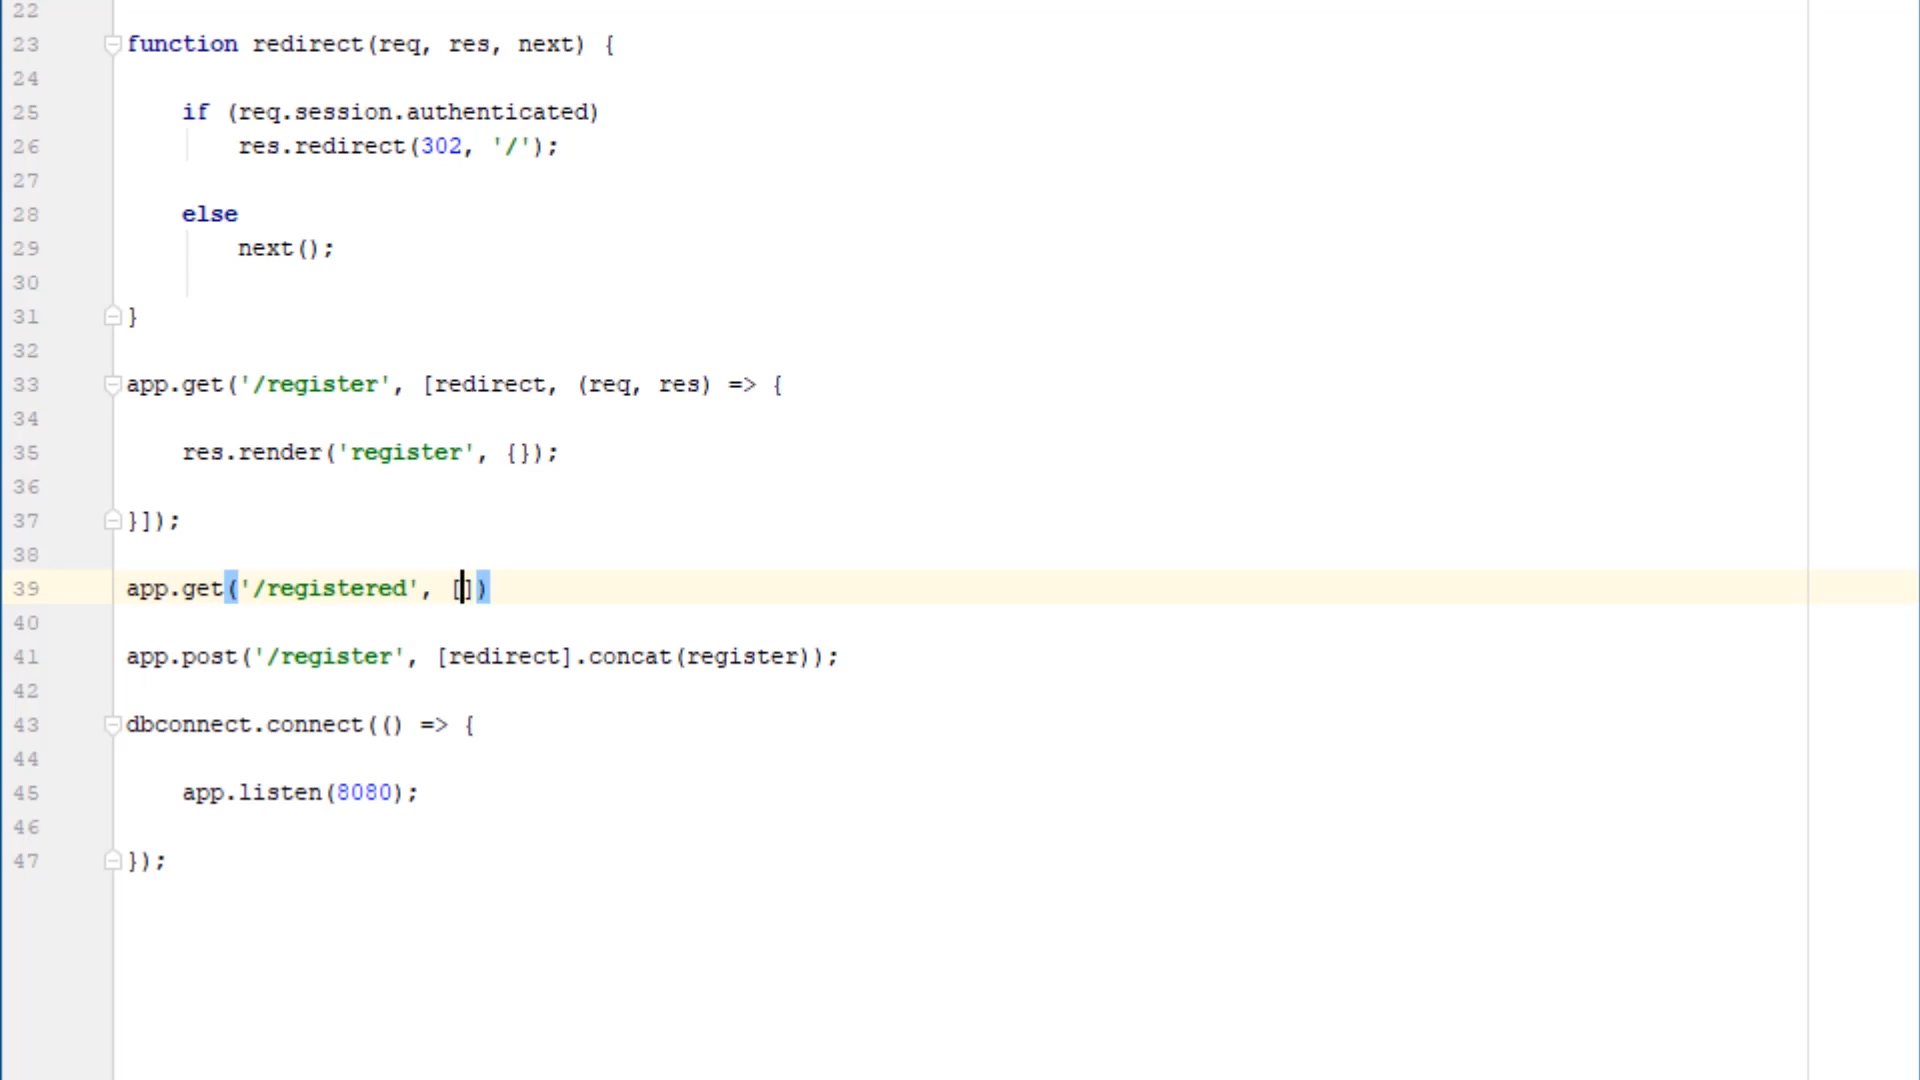 22
23 function redirect(req, res, next) {
24
25     if (req.session.authenticated)
26         res.redirect(302, '/');
27
28     else
29         next();
30
31 }
32
33 app.get('/register', [redirect, (req, res) => {
34
35     res.render('register', {});
36
37 }]);
38
39 app.get('/registered', [])
40
41 app.post('/register', [redirect].concat(register));
42
43 dbconnect.connect(() => {
44
45     app.listen(8080);
46
47 });